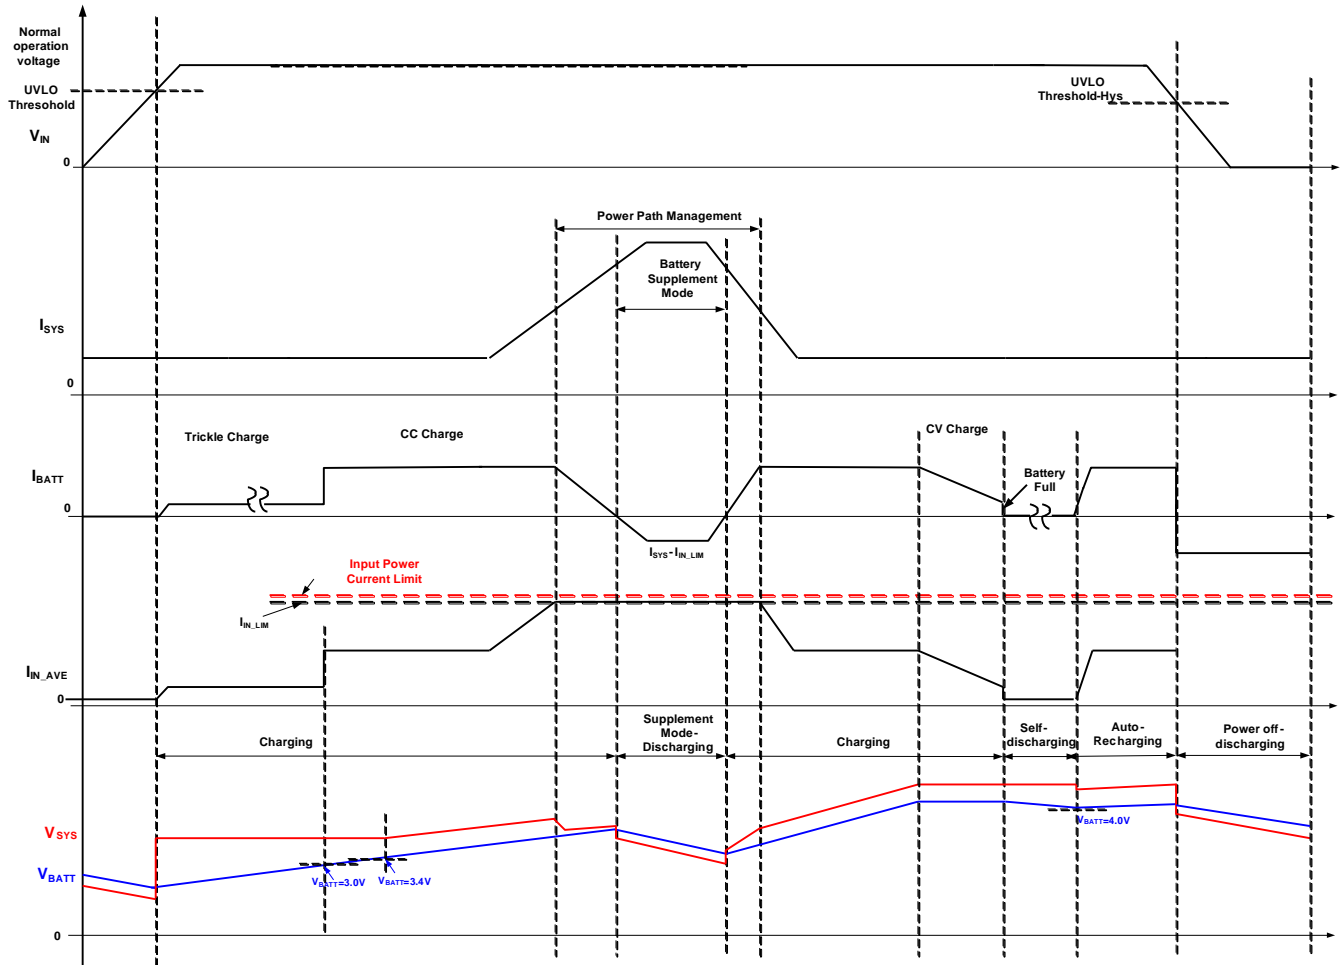 Normal
operation
voltage
UVLO
Thresohold
VIN
0
UVLO
Threshold-Hys
Power Path Management
Battery
Supplement
Mode
ISYS
0
Trickle Charge
CC Charge
CV Charge
IBATT
0
Battery
Full
ISYS-IIN_LIM
Input Power
Current Limit
IIN_LIM
IIN_AVE
0
Charging
Supplement
Mode-
Discharging
Charging
Self-
discharging
Auto-
Recharging
Power off-
discharging
VSYS
VBATT
VBATT=3.0V
VBATT=3.4V
VBATT=4.0V
0